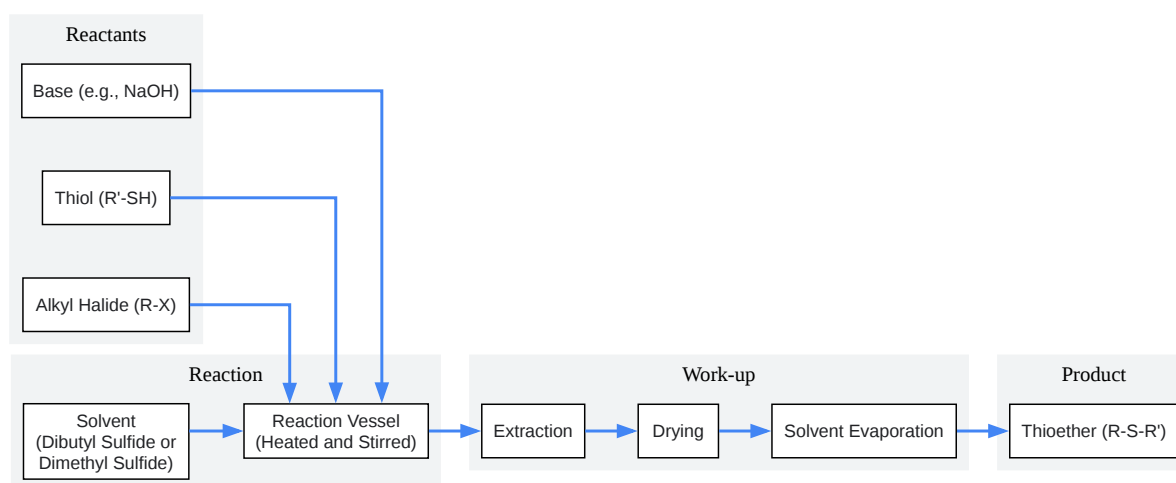 Reactants
Base (e.g., NaOH)
Thiol (R'-SH)
Alkyl Halide (R-X)
Reaction
Solvent
(Dibutyl Sulfide or
Dimethyl Sulfide)
Reaction Vessel
(Heated and Stirred)
Work-up
Extraction
Drying
Solvent Evaporation
Product
Thioether (R-S-R')